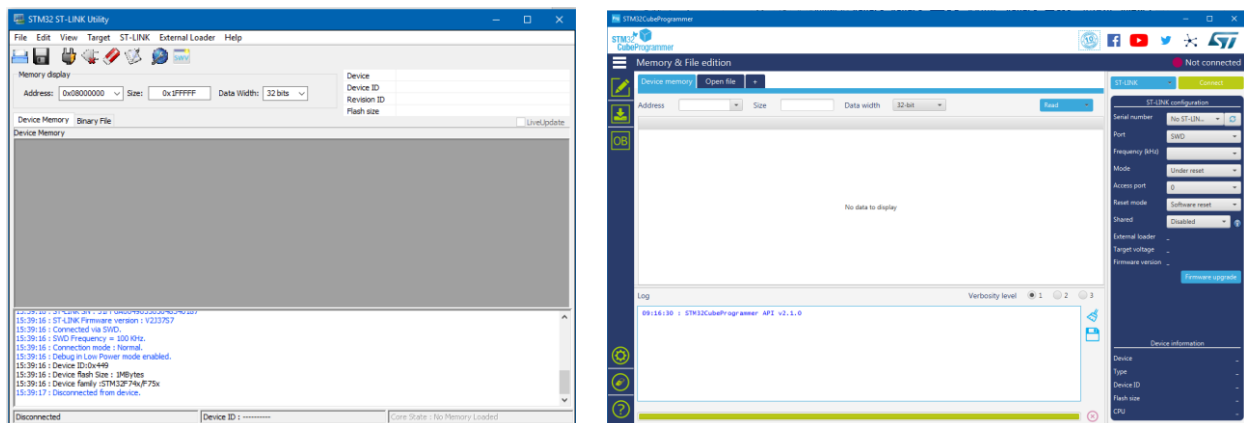 STM32 ST-LINK Utility
File Edit View Target ST-LINK External Loader Help
Memory display
Address: 0x08000000 Size: 0x1FFFFF Data Width: 32 bits
Device
Device ID
Revision ID
Flash size
Device Memory Binary File
LiveUpdate
Device Memory
15:39:16 : ST-LINK Firmware version : V2J37S7
15:39:16 : Connected via SWD.
15:39:16 : SWD Frequency = 100 KHz.
15:39:16 : Connection mode : Normal.
15:39:16 : Debug in Low Power mode enabled.
15:39:16 : Device ID:0x449
15:39:16 : Device flash Size : 1MBytes
15:39:16 : Device family :STM32F74x/F75x
15:39:17 : Disconnected from device.
Disconnected
Device ID : ----------
Core State : No Memory Loaded
STM32CubeProgrammer
STM32
CubeProgrammer
Memory & File edition
Not connected
Device memory Open file +
Address Size Data width 32-bit Read
No data to display
Log
Verbosity level 1 2 3
09:16:30 : STM32CubeProgrammer API v2.1.0
OB
ST-LINK Connect
ST-LINK configuration
Serial number No ST-LIN...
Port SWD
Frequency (kHz)
Mode Under reset
Access port 0
Reset mode Software reset
Shared Disabled
External loader -
Target voltage -
Firmware version -
Firmware upgrade
Device information
Device -
Type -
Device ID -
Flash size -
CPU -